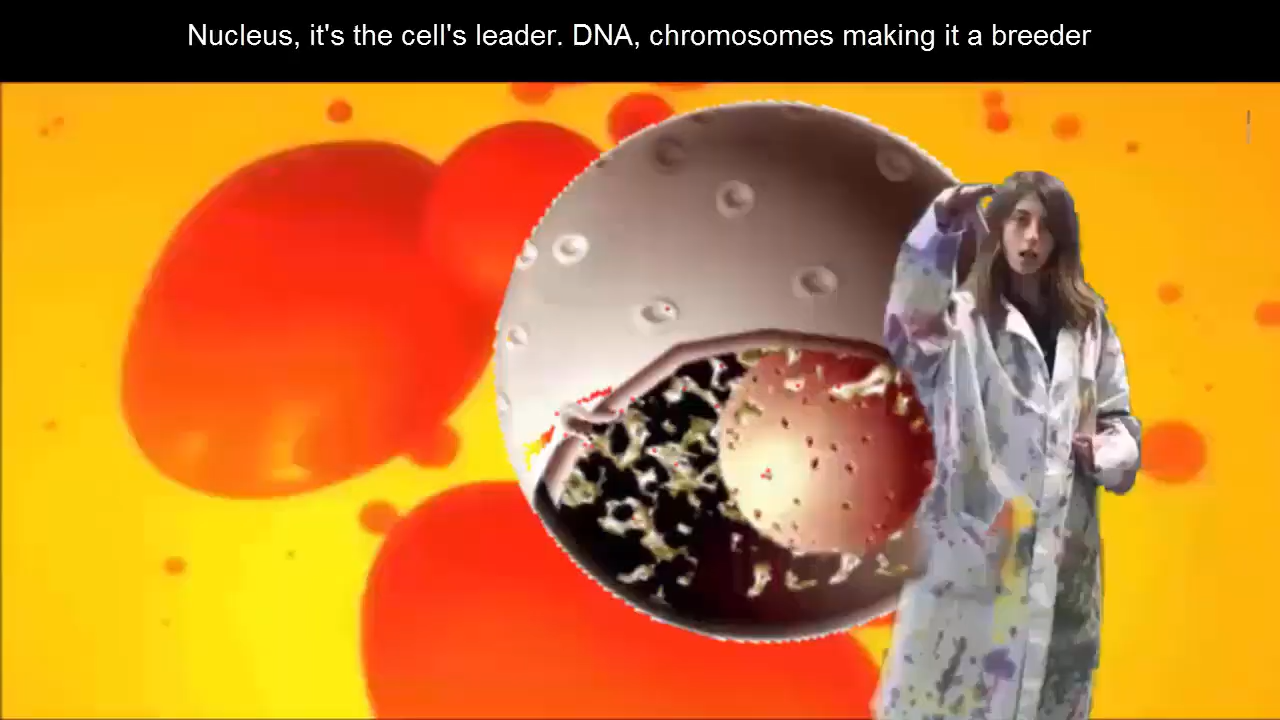 Nucleus, it's the cell's leader. DNA, chromosomes making it a breeder